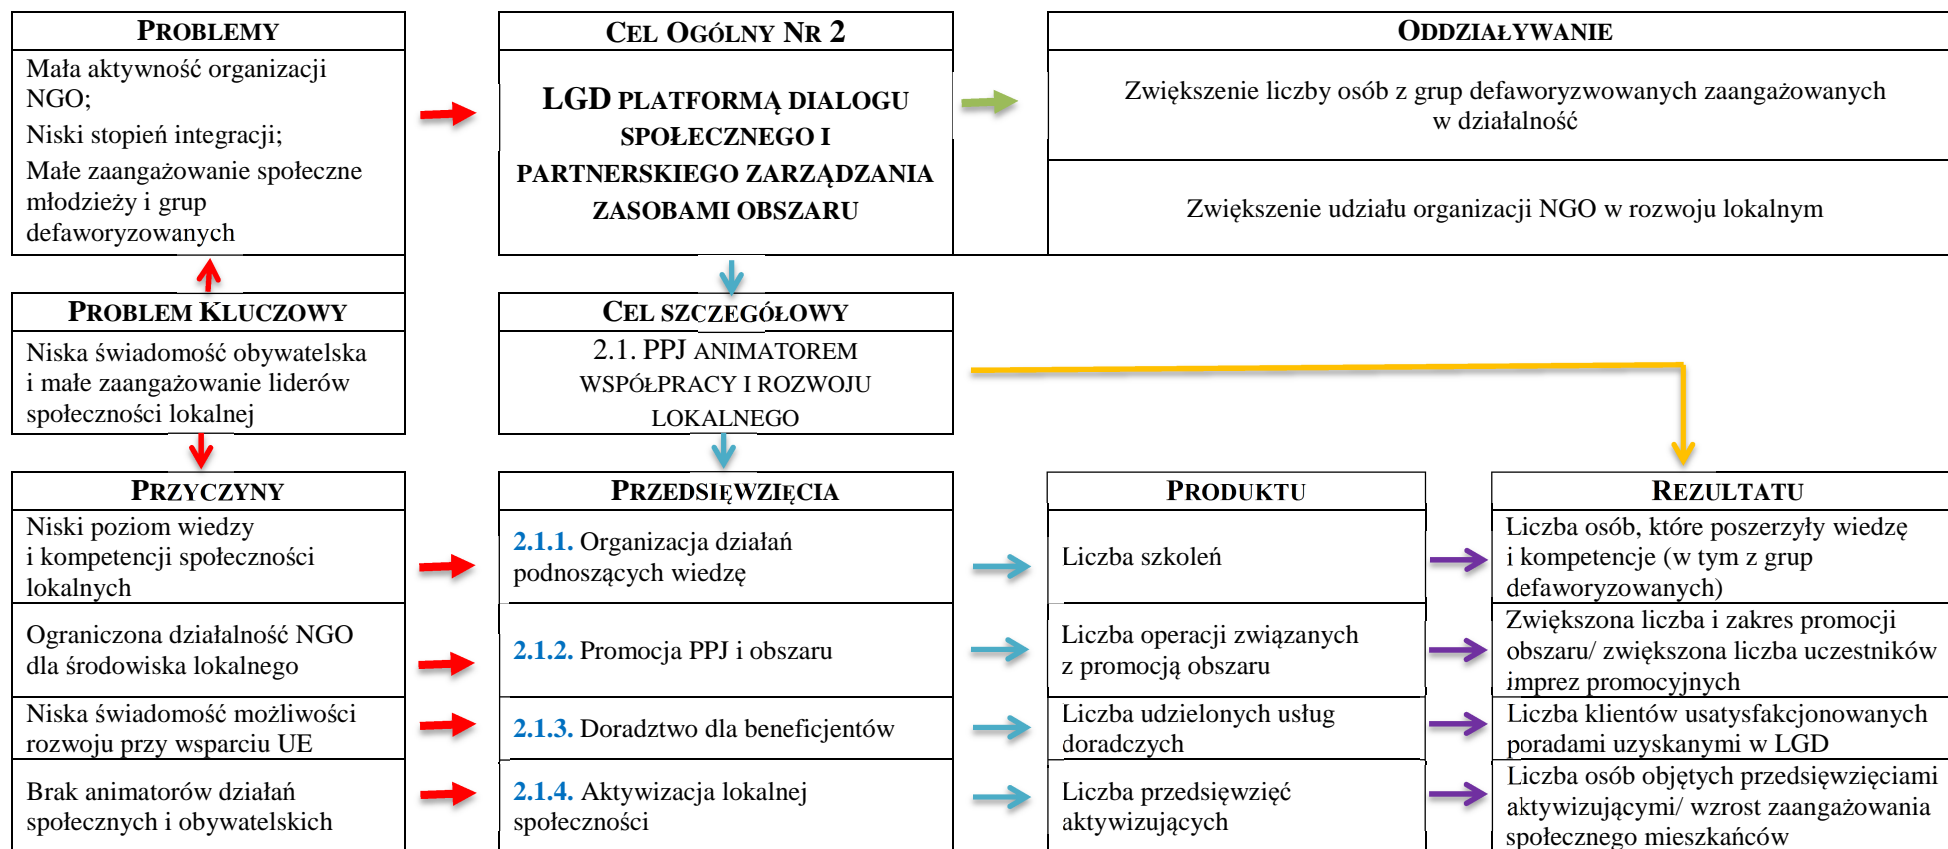 PROBLEMY
Mała aktywność organizacji
NGO;
Niski stopień integracji;
Małe zaangażowanie społeczne
młodzieży i grup
defaworyzowanych
CEL OGÓLNY NR 2
LGD PLATFORMĄ DIALOGU
SPOŁECZNEGO I
PARTNERSKIEGO ZARZĄDZANIA
ZASOBAMI OBSZARU
ODDZIAŁYWANIE
Zwiększenie liczby osób z grup defaworyzwowanych zaangażowanych
w działalność
Zwiększenie udziału organizacji NGO w rozwoju lokalnym
PROBLEM KLUCZOWY
Niska świadomość obywatelska
i małe zaangażowanie liderów
społeczności lokalnej
CEL SZCZEGÓŁOWY
2.1. PPJ ANIMATOREM
WSPÓŁPRACY I ROZWOJU
LOKALNEGO
PRZYCZYNY
PRZEDSIĘWZIĘCIA
PRODUKTU
REZULTATU
Niski poziom wiedzy
i kompetencji społeczności
lokalnych
2.1.1. Organizacja działań
podnoszących wiedzę
Liczba szkoleń
Liczba osób, które poszerzyły wiedzę
i kompetencje (w tym z grup
defaworyzowanych)
Ograniczona działalność NGO
dla środowiska lokalnego
2.1.2. Promocja PPJ i obszaru
Liczba operacji związanych
z promocją obszaru
Zwiększona liczba i zakres promocji
obszaru/ zwiększona liczba uczestników
imprez promocyjnych
Niska świadomość możliwości
rozwoju przy wsparciu UE
2.1.3. Doradztwo dla beneficjentów
Liczba udzielonych usług
doradczych
Liczba klientów usatysfakcjonowanych
poradami uzyskanymi w LGD
Brak animatorów działań
społecznych i obywatelskich
2.1.4. Aktywizacja lokalnej
społeczności
Liczba przedsięwzięć
aktywizujących
Liczba osób objętych przedsięwzięciami
aktywizującymi/ wzrost zaangażowania
społecznego mieszkańców